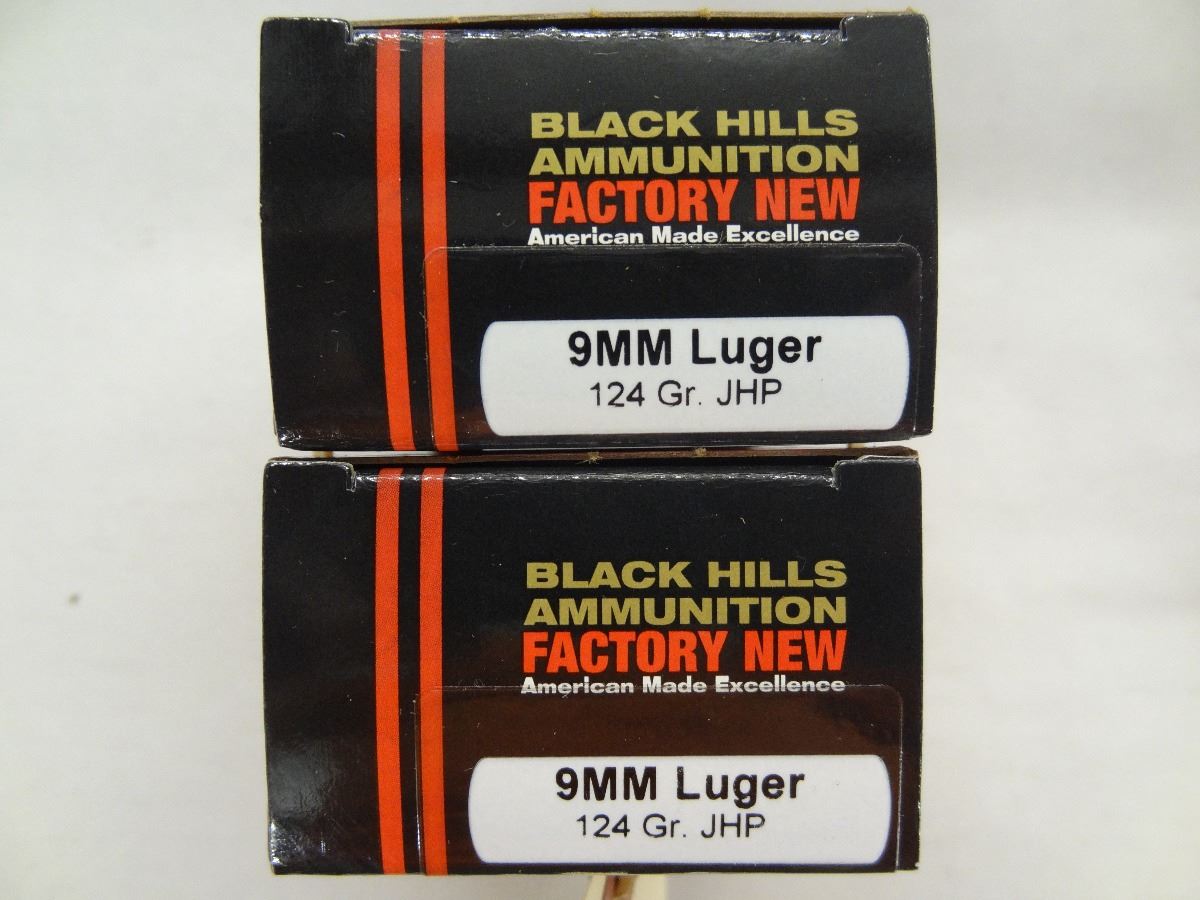 BLACK HILLS
AMMUNITION
FACTORY NEW
American Made Excellence
9MM Luger
124 Gr. JHP
BLACK HILLS
AMMUNITION
FACTORY NEW
American Made Excellence
9MM Luger
124 Gr. JHP